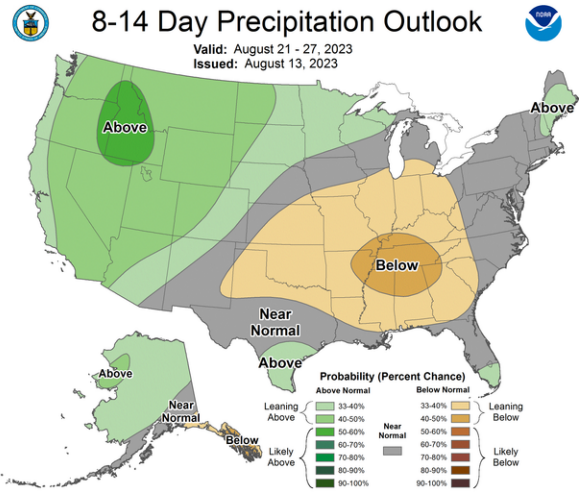 8-14 Day Precipitation Outlook
Valid: August 21 - 27, 2023
Issued: August 13, 2023
NOAA
Above
Above
Below
Near
Normal
Above
Above
Near
Normal
Below
Probability (Percent Chance)
Above Normal
Below Normal
Leaning
Above
33-40%
40-50%
Likely
Above
50-60%
60-70%
70-80%
80-90%
90-100%
Near
Normal
33-40%
40-50%
Leaning
Below
50-60%
60-70%
70-80%
80-90%
90-100%
Likely
Below